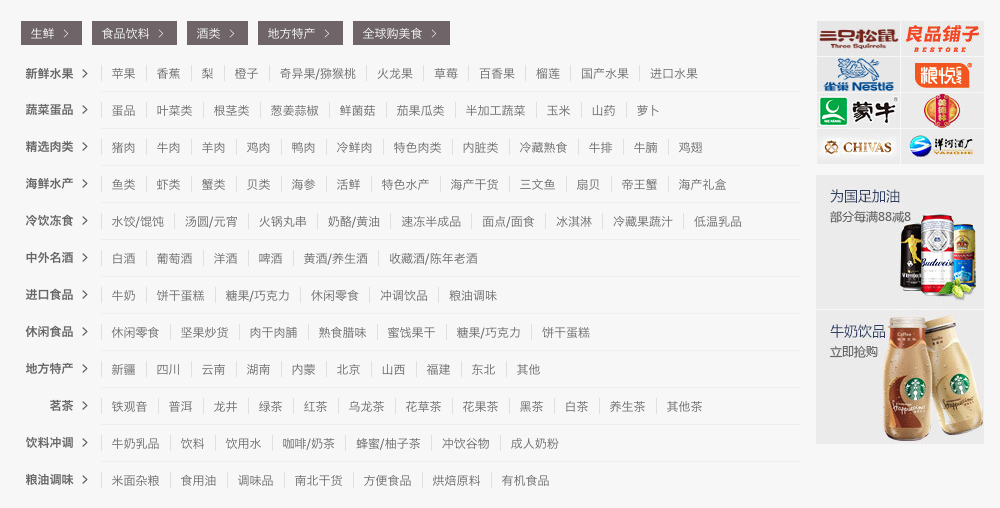 生鲜 食品饮料 酒类 地方特产 全球购美食
新鲜水果 苹果 香蕉 梨 橙子 奇异果/猕猴桃 火龙果 草莓 百香果 榴莲 国产水果 进口水果
蔬菜蛋品 蛋品 叶菜类 根茎类 葱姜蒜椒 鲜菌菇 茄果瓜类 半加工蔬菜 玉米 山药 萝卜
精选肉类 猪肉 牛肉 羊肉 鸡肉 鸭肉 冷鲜肉 特色肉类 内脏类 冷藏熟食 牛排 牛腩 鸡翅
海鲜水产 鱼类 虾类 蟹类 贝类 海参 活鲜 特色水产 海产干货 三文鱼 扇贝 帝王蟹 海产礼盒
冷饮冻食 水饺/馄饨 汤圆/元宵 火锅丸串 奶酪/黄油 速冻半成品 面点/面食 冰淇淋 冷藏果蔬汁 低温乳品
中外名酒 白酒 葡萄酒 洋酒 啤酒 黄酒/养生酒 收藏酒/陈年老酒
进口食品 牛奶 饼干蛋糕 糖果/巧克力 休闲零食 冲调饮品 粮油调味
休闲食品 休闲零食 坚果炒货 肉干肉脯 熟食腊味 蜜饯果干 糖果/巧克力 饼干蛋糕
地方特产 新疆 四川 云南 湖南 内蒙 北京 山西 福建 东北 其他
茗茶 铁观音 普洱 龙井 绿茶 红茶 乌龙茶 花草茶 花果茶 黑茶 白茶 养生茶 其他茶
饮料冲调 牛奶乳品 饮料 饮用水 咖啡/奶茶 蜂蜜/柚子茶 冲饮谷物 成人奶粉
粮油调味 米面杂粮 食用油 调味品 南北干货 方便食品 烘焙原料 有机食品
三只松鼠 良品铺子
Three Squirrels BESTORE
雀巢 Nestlé 粮悦
蒙牛 美德林
CHIVAS 洋河酒厂
YANGHE
为国足加油
部分每满88减8
Budweiser
牛奶饮品
立即抢购
Frappuccino